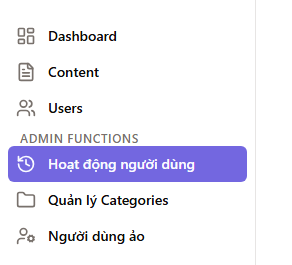 Dashboard
Content
Users
ADMIN FUNCTIONS
Hoạt động người dùng
Quản lý Categories
Người dùng ảo